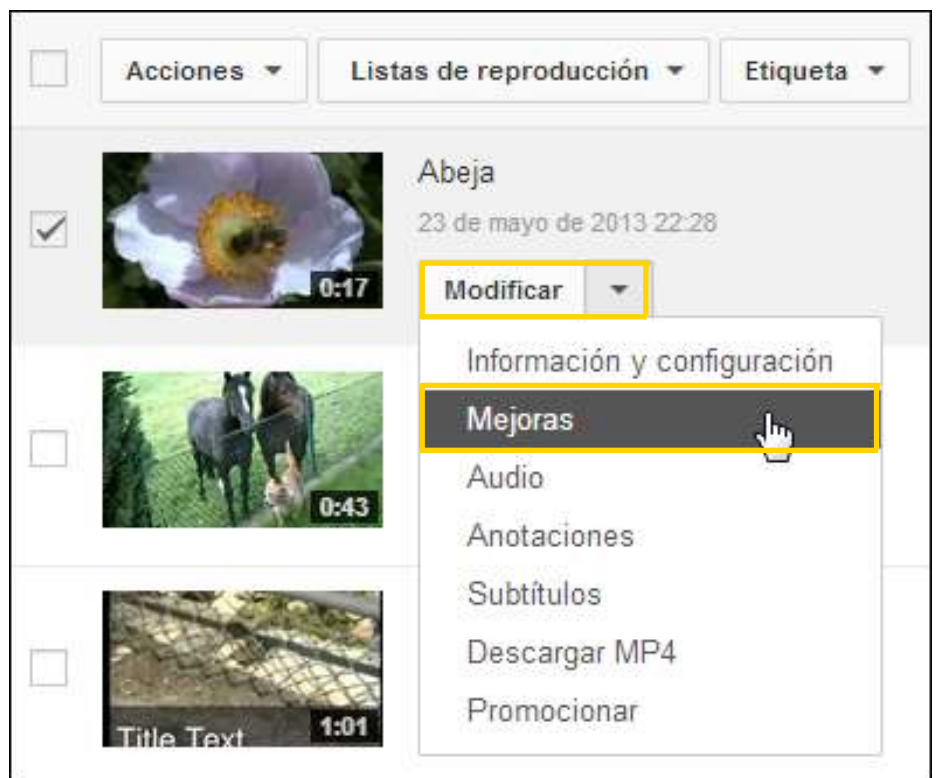 Acciones Listas de reproducción Etiqueta
Abeja
23 de mayo de 2013 22:28
0:17
Modificar
Información y configuración
Mejoras
Audio
0:43
Anotaciones
Subtítulos
Descargar MP4
Promocionar
Title Text 1:01